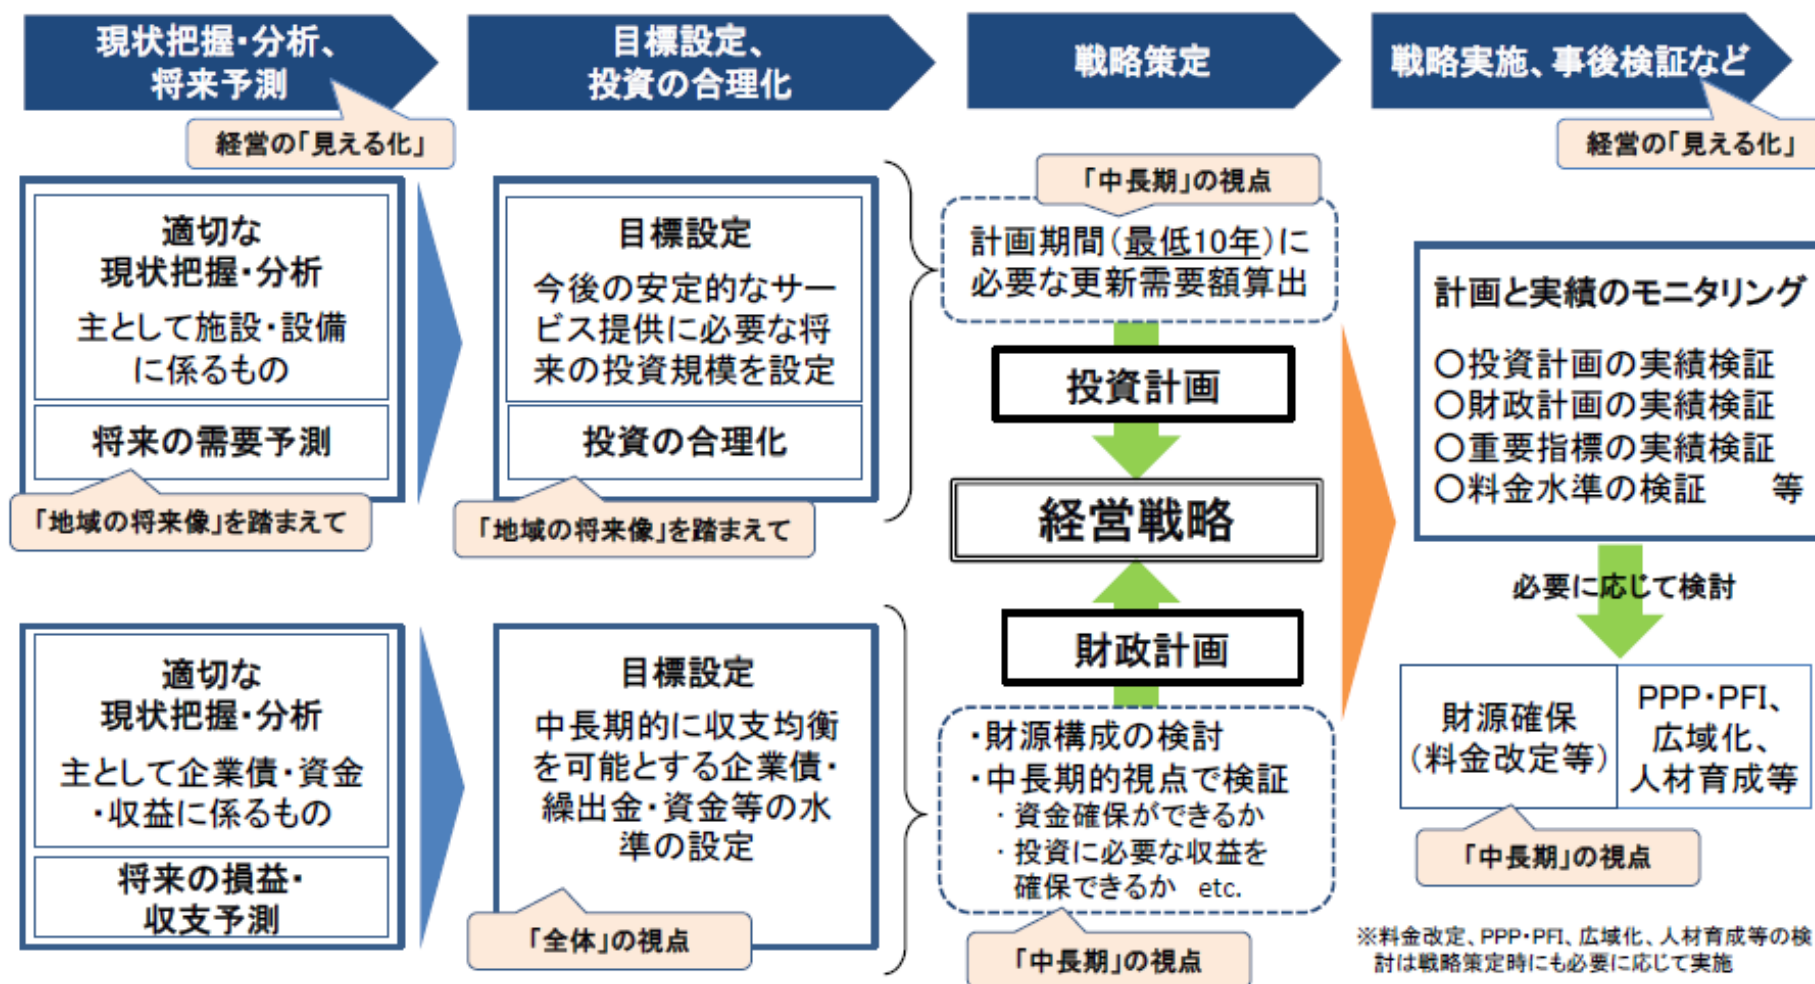 現状把握・分析、
将来予測
目標設定、
投資の合理化
戦略策定
戦略実施、事後検証など
経営の「見える化」
経営の「見える化」
適切な
現状把握・分析
主として施設・設備
に係るもの
将来の需要予測
「地域の将来像」を踏まえて
目標設定
今後の安定的なサー
ビス提供に必要な将
来の投資規模を設定
投資の合理化
「地域の将来像」を踏まえて
「中長期」の視点
計画期間（最低10年）に
必要な更新需要額算出
投資計画
経営戦略
財政計画
・財源構成の検討
・中長期的視点で検証
・資金確保ができるか
・投資に必要な収益を
確保できるか etc.
「中長期」の視点
適切な
現状把握・分析
主として企業債・資金
・収益に係るもの
将来の損益・
収支予測
目標設定
中長期的に収支均衡
を可能とする企業債・
繰出金・資金等の水
準の設定
「全体」の視点
計画と実績のモニタリング
○投資計画の実績検証
○財政計画の実績検証
○重要指標の実績検証
○料金水準の検証 等
必要に応じて検討
財源確保
（料金改定等）
PPP・PFI、
広域化、
人材育成等
「中長期」の視点
※料金改定、PPP・PFI、広域化、人材育成等の検
討は戦略策定時にも必要に応じて実施